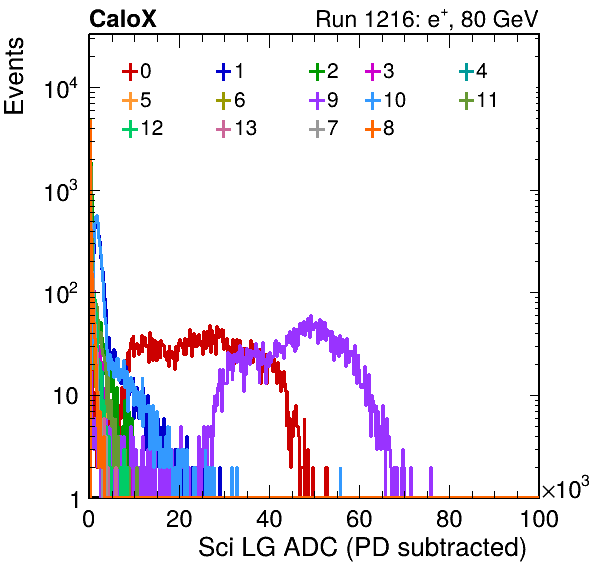 CaloX Run 1216: e⁺, 80 GeV
Events
10⁴
10³
10²
10
1
0 1 2 3 4
5 6 9 10 11
12 13 7 8
0 20 40 60 80 100
×10³
Sci LG ADC (PD subtracted)